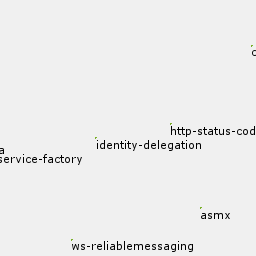 http-status-cod
identity-delegation
a
service-factory
asmx
ws-reliablemessaging